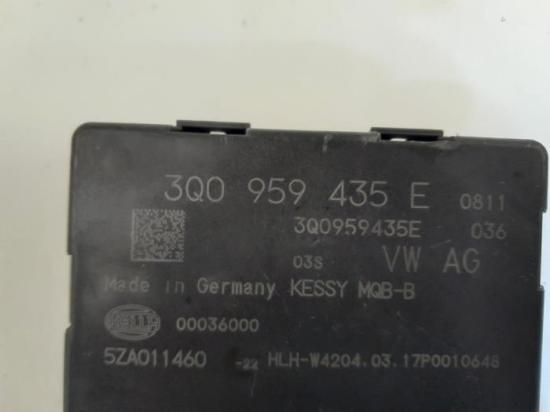 3Q0 959 435 E 0811
3Q0959435E 036
03S VW AG
Made in Germany KESSY MQB-B
00036000
5ZA011460 -22 HLH-W4204.03.17P0010648